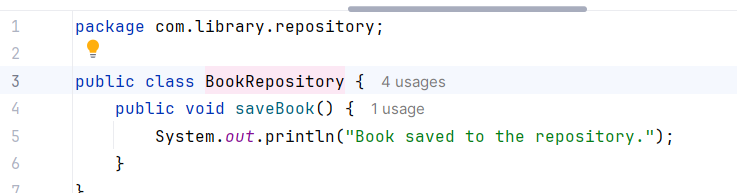 1 package com.library.repository;
2
3 public class BookRepository { 4 usages
4 public void saveBook() { 1 usage
5 System.out.println("Book saved to the repository.");
6 }
7 }